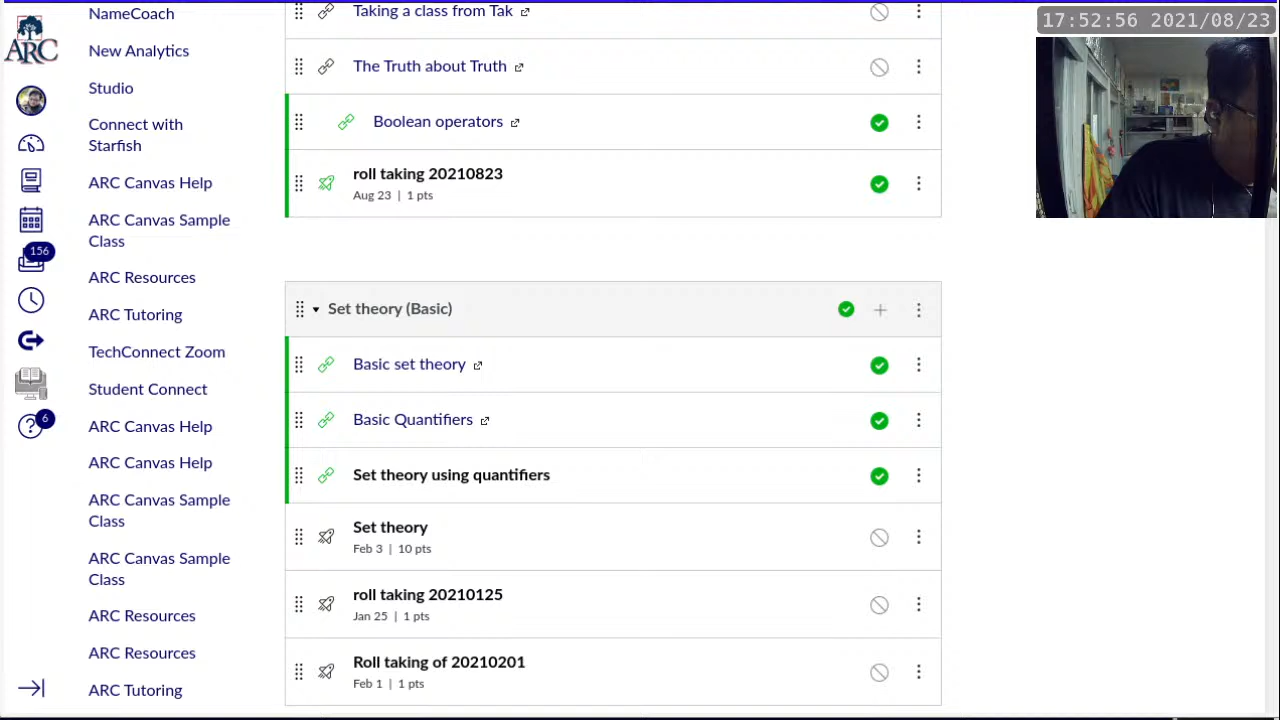 17:52:56 2021/08/23
ARC
156
6
NameCoach
New Analytics
Studio
Connect with
Starfish
ARC Canvas Help
ARC Canvas Sample
Class
ARC Resources
ARC Tutoring
TechConnect Zoom
Student Connect
ARC Canvas Help
ARC Canvas Help
ARC Canvas Sample
Class
ARC Canvas Sample
Class
ARC Resources
ARC Resources
ARC Tutoring
Taking a class from Tak
The Truth about Truth
Boolean operators
roll taking 20210823
Aug 23 | 1 pts
Set theory (Basic)
Basic set theory
Basic Quantifiers
Set theory using quantifiers
Set theory
Feb 3 | 10 pts
roll taking 20210125
Jan 25 | 1 pts
Roll taking of 20210201
Feb 1 | 1 pts